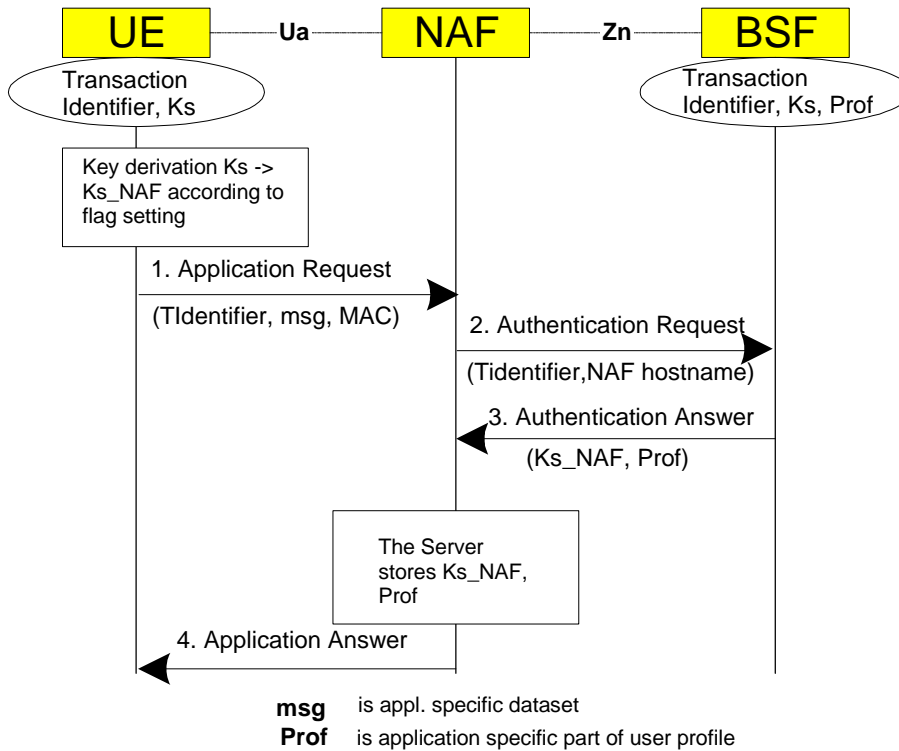 UE Ua NAF Zn BSF
Transaction
Identifier, Ks
Transaction
Identifier, Ks, Prof
Key derivation Ks ->
Ks_NAF according to
flag setting
1. Application Request
(TIdentifier, msg, MAC)
2. Authentication Request
(Tidentifier,NAF hostname)
3. Authentication Answer
(Ks_NAF, Prof)
The Server
stores Ks_NAF,
Prof
4. Application Answer
msg is appl. specific dataset
Prof is application specific part of user profile